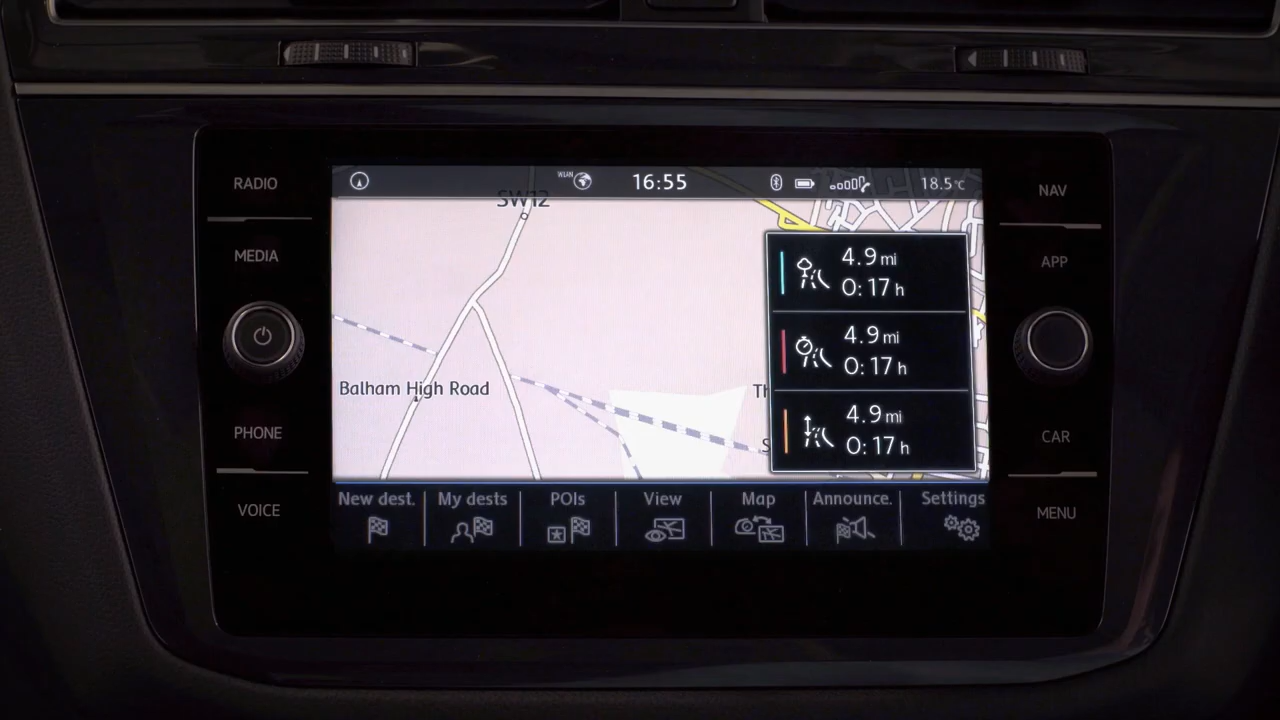 RADIO
MEDIA
PHONE
VOICE
NAV
APP
CAR
MENU
WLAN
16:55
18.5°C
SW12
Balham High Road
Th
S
4.9 mi
0:17 h
4.9 mi
0:17 h
4.9 mi
0:17 h
New dest.
My dests
POIs
View
Map
Announce.
Settings